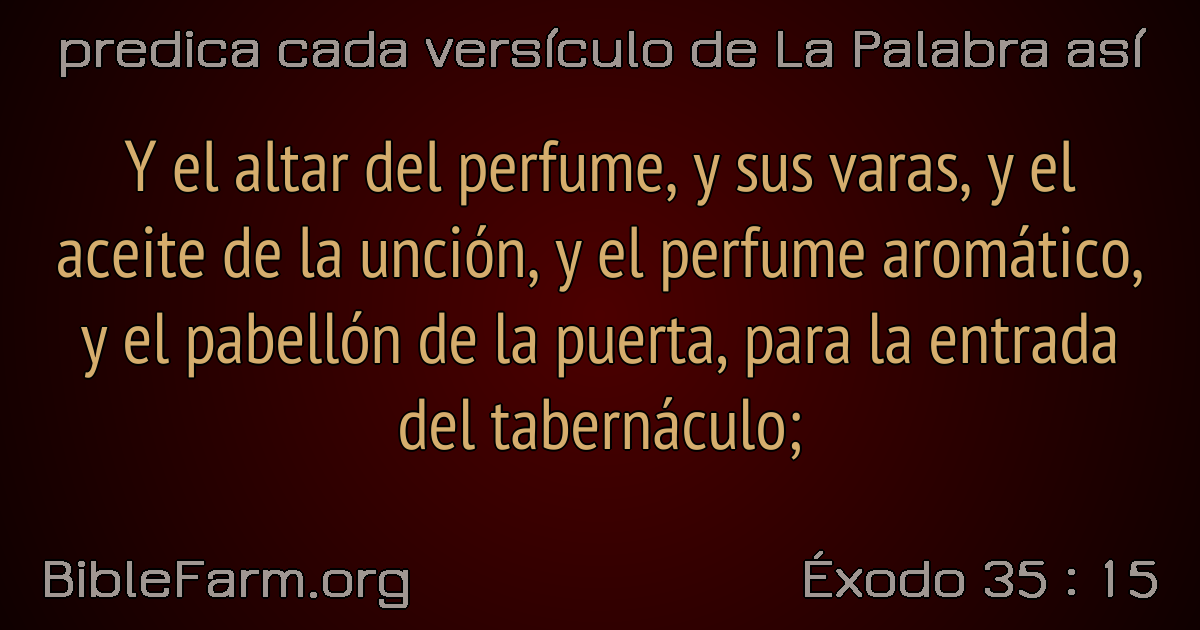 predica cada versículo de La Palabra así
Y el altar del perfume, y sus varas, y el
aceite de la unción, y el perfume aromático,
y el pabellón de la puerta, para la entrada
del tabernáculo;
BibleFarm.org
Éxodo 35 : 15